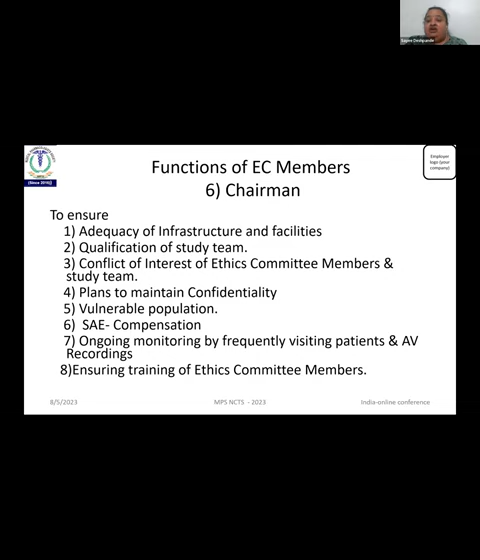 Functions of EC Members
6) Chairman
To ensure
1) Adequacy of Infrastructure and facilities
2) Qualification of study team.
3) Conflict of Interest of Ethics Committee Members &
study team.
4) Plans to maintain Confidentiality
5) Vulnerable population.
6) SAE- Compensation
7) Ongoing monitoring by frequently visiting patients & AV
Recordings
8)Ensuring training of Ethics Committee Members.
8/5/2023
MPS NCTS - 2023
India-online conference
Employer
logo (your
company)
(Since 2016)
Deshpande